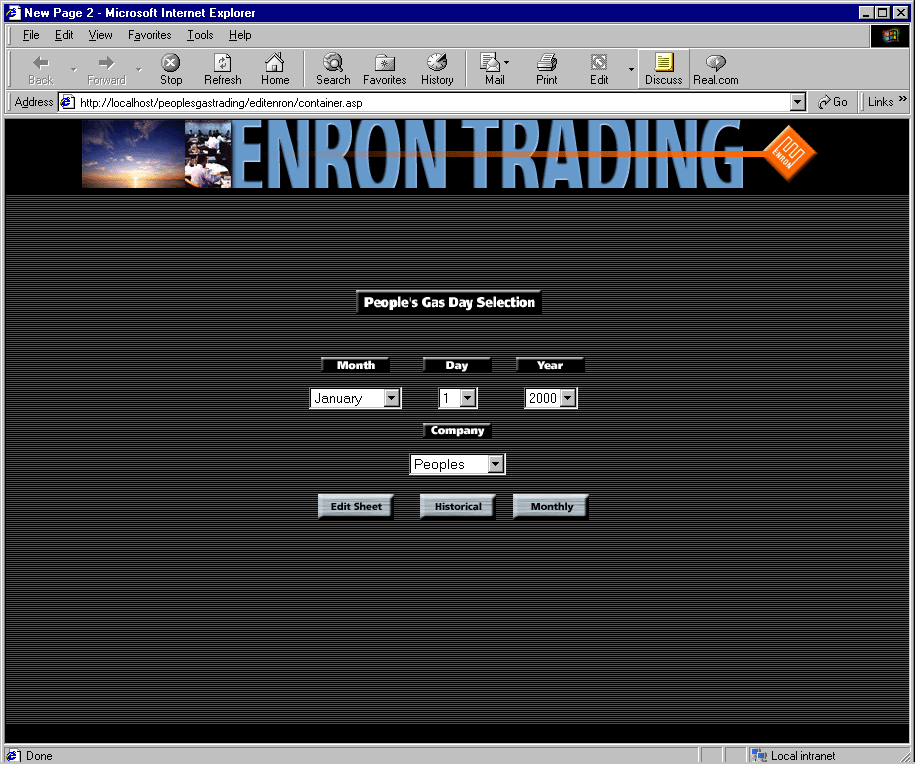 New Page 2 - Microsoft Internet Explorer
File Edit View Favorites Tools Help
Back Forward Stop Refresh Home Search Favorites History Mail Print Edit Discuss Real.com
Address http://localhost/peoplesgastrading/editenron/container.asp Go Links »
ENRON TRADING ENRON
People's Gas Day Selection
Month Day Year
January 1 2000
Company
Peoples
Edit Sheet Historical Monthly
Done Local intranet